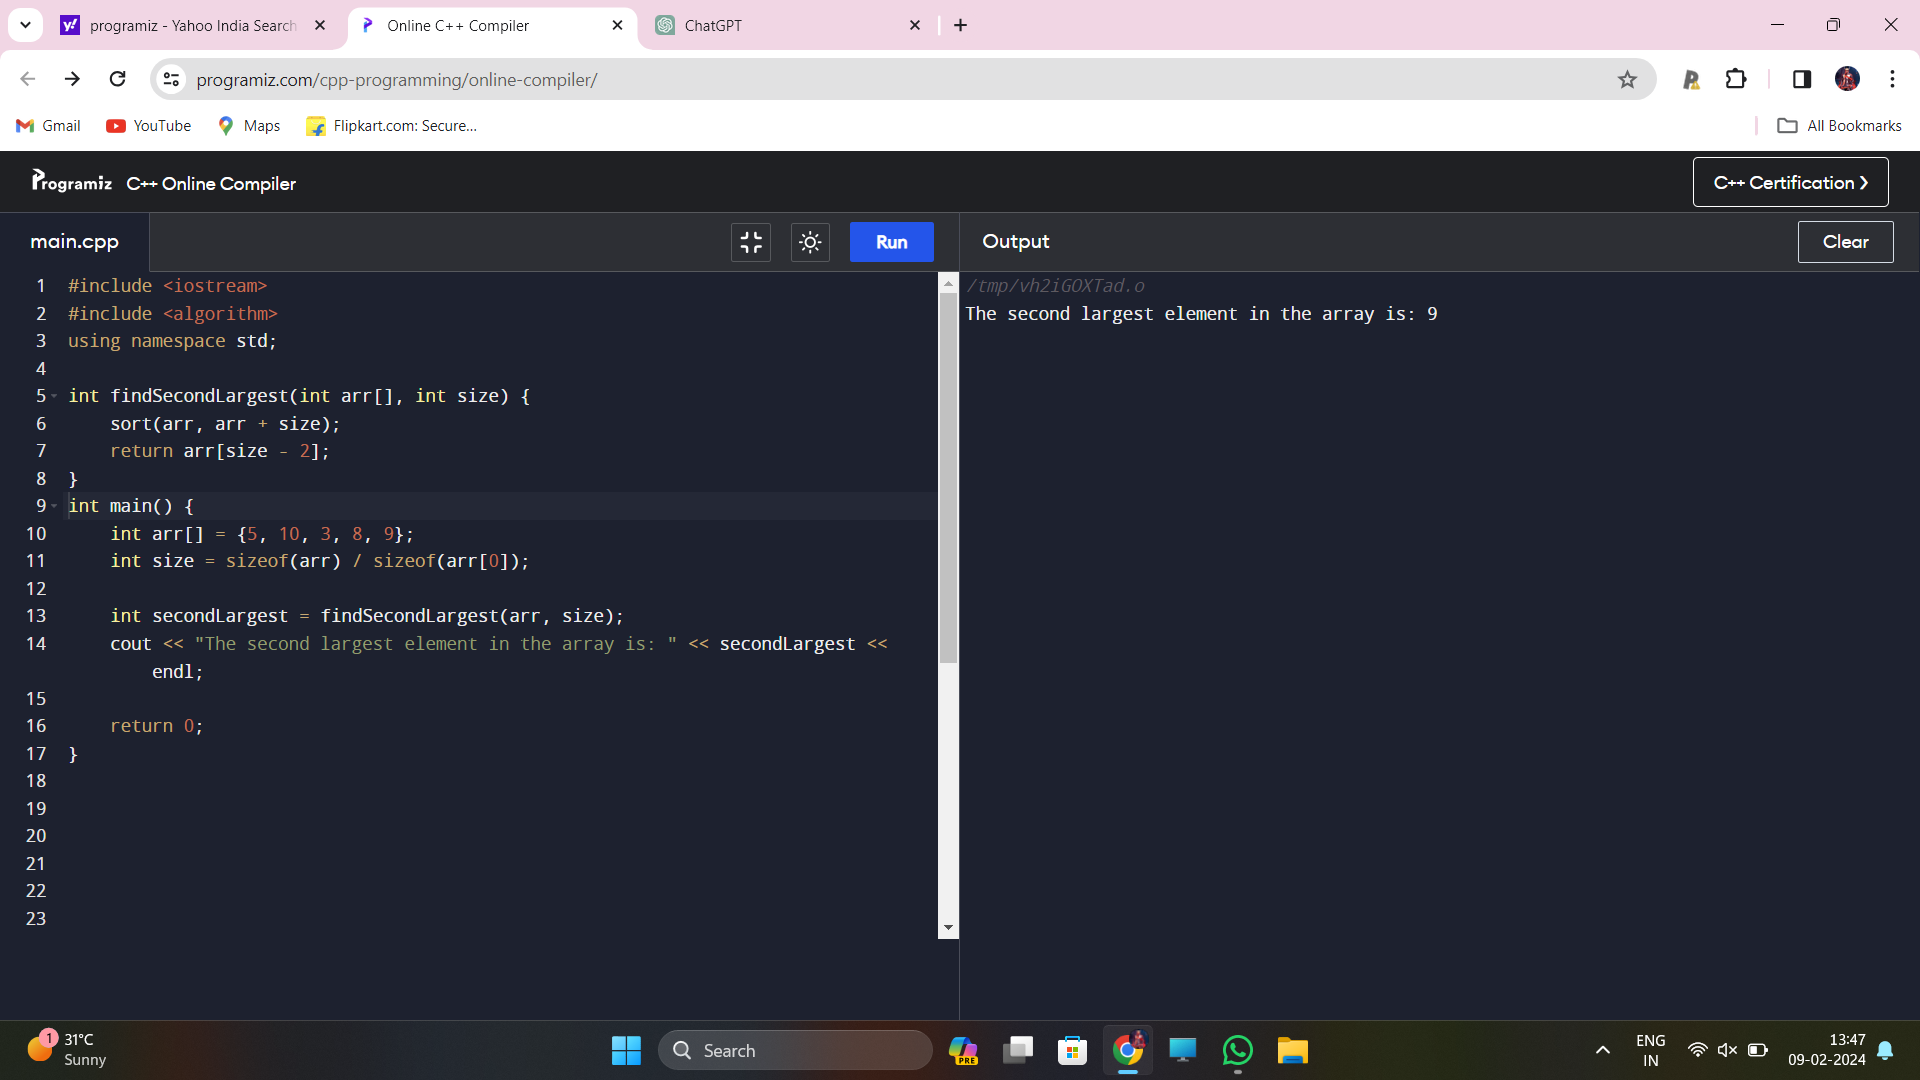 programiz - Yahoo India Search
Online C++ Compiler
ChatGPT
programiz.com/cpp-programming/online-compiler/
Gmail
YouTube
Maps
Flipkart.com: Secure...
All Bookmarks
Programiz
C++ Online Compiler
C++ Certification
main.cpp
Run
Output
Clear
1 #include <iostream>
2 #include <algorithm>
3 using namespace std;
4
5 int findSecondLargest(int arr[], int size) {
6 sort(arr, arr + size);
7 return arr[size - 2];
8 }
9 int main() {
10 int arr[] = {5, 10, 3, 8, 9};
11 int size = sizeof(arr) / sizeof(arr[0]);
12
13 int secondLargest = findSecondLargest(arr, size);
14 cout << "The second largest element in the array is: " << secondLargest <<
endl;
15
16 return 0;
17 }
18
19
20
21
22
23
/tmp/vh2iGOXTad.o
The second largest element in the array is: 9
1
31°C
Sunny
Search
PRE
ENG
IN
13:47
09-02-2024